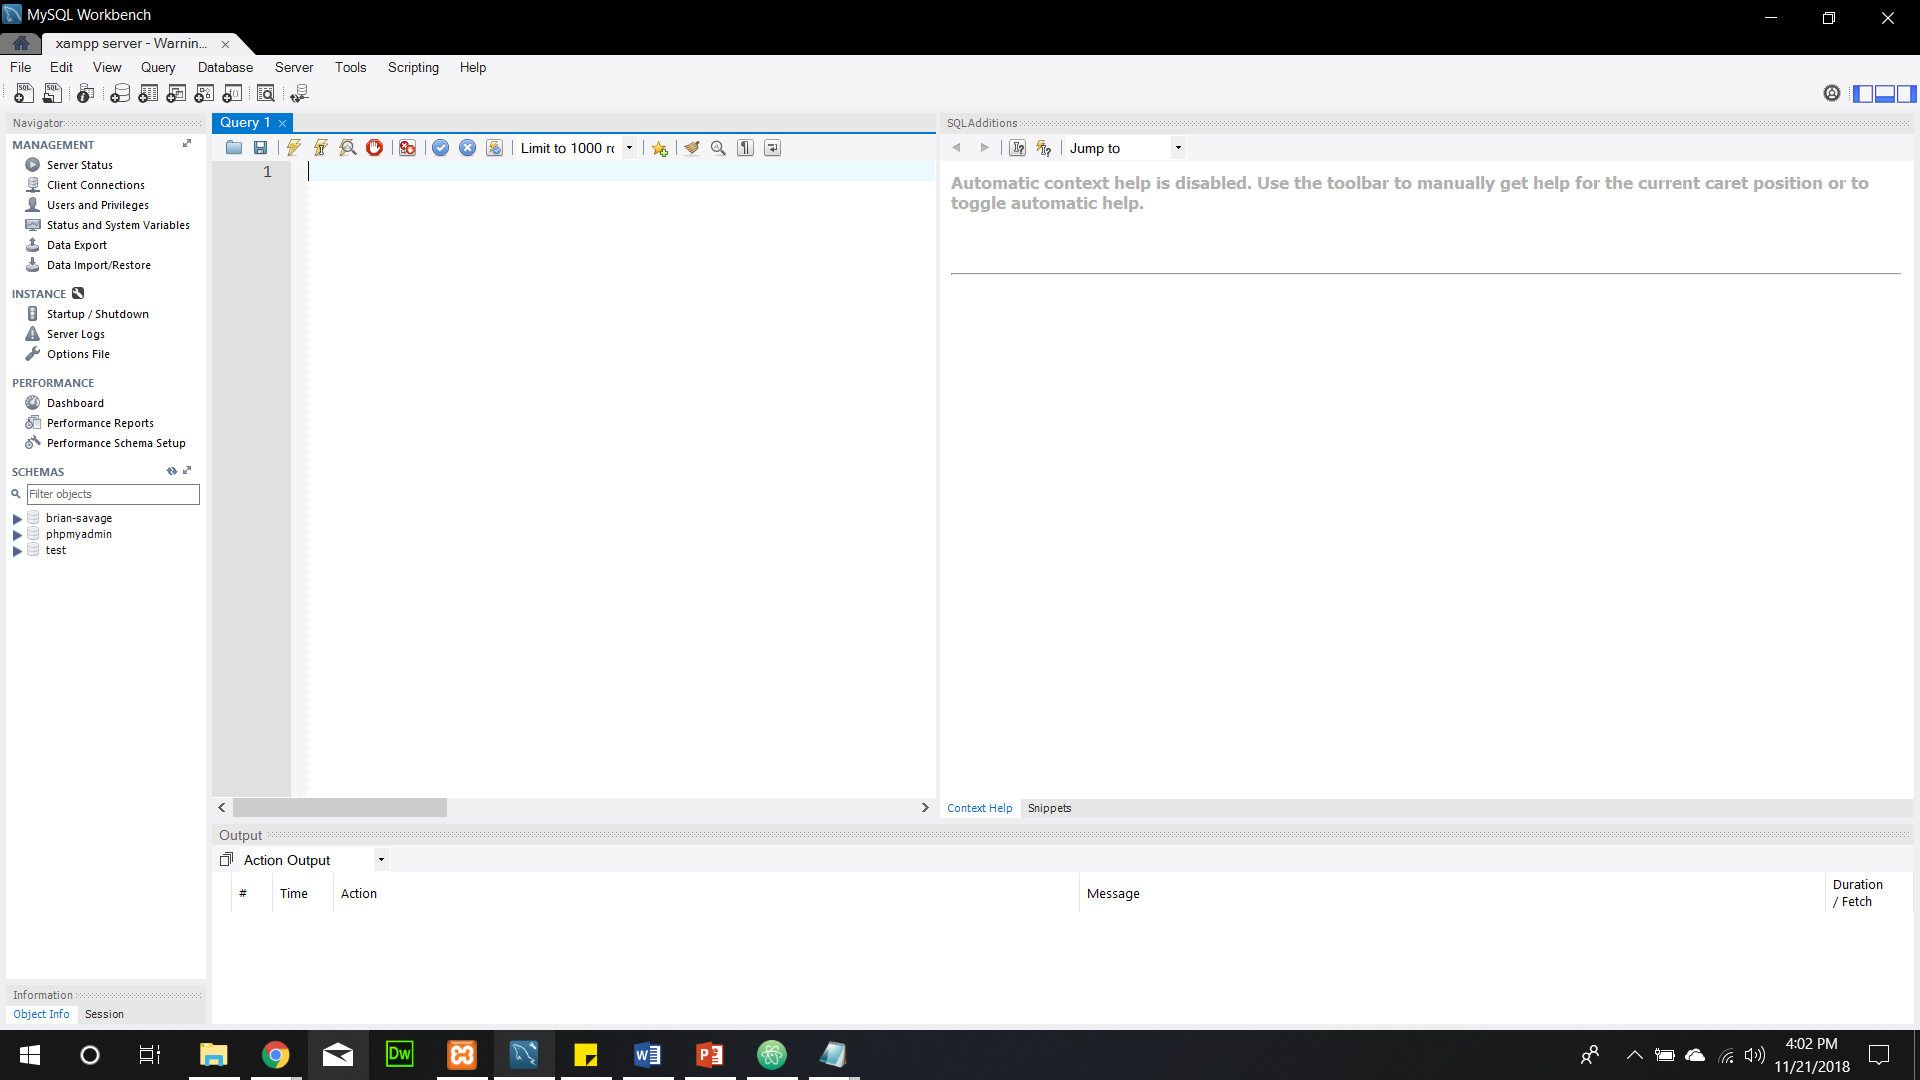 MySQL Workbench
xampp server - Warnin...
File Edit View Query Database Server Tools Scripting Help
Navigator
MANAGEMENT
Server Status
Client Connections
Users and Privileges
Status and System Variables
Data Export
Data Import/Restore
INSTANCE
Startup / Shutdown
Server Logs
Options File
PERFORMANCE
Dashboard
Performance Reports
Performance Schema Setup
SCHEMAS
Filter objects
brian-savage
phpmyadmin
test
Information
Object Info Session
Query 1
Limit to 1000 rc
1
SQLAdditions
Jump to
Automatic context help is disabled. Use the toolbar to manually get help for the current caret position or to
toggle automatic help.
Context Help Snippets
Output
Action Output
# Time Action Message Duration
/ Fetch
4:02 PM
11/21/2018